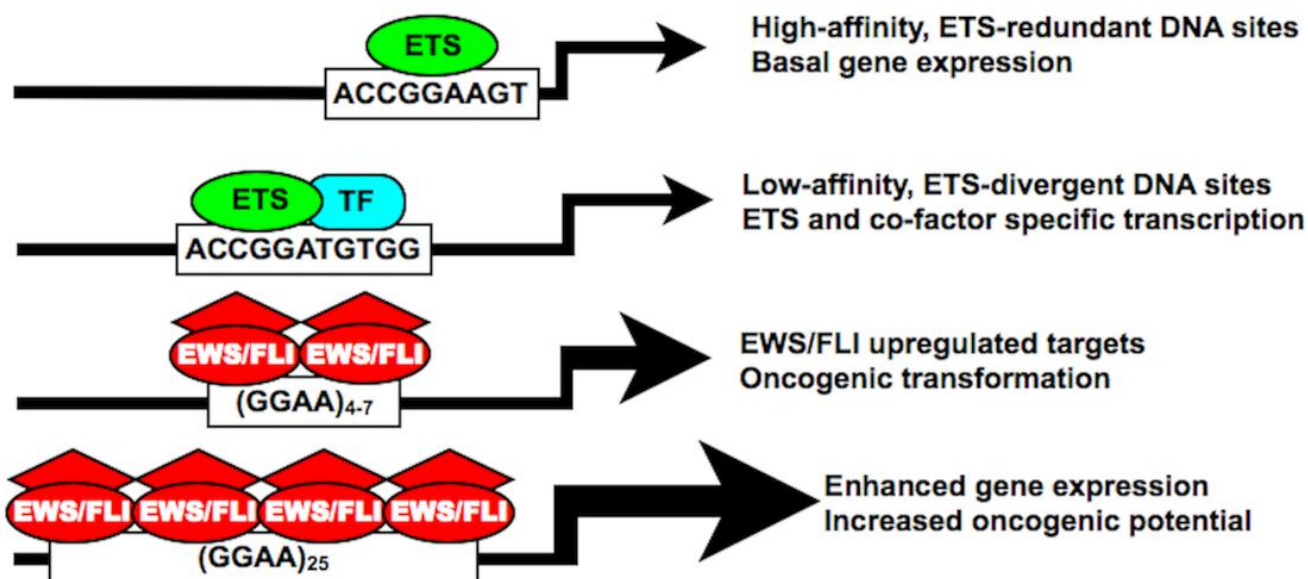 ETS
ACCGGAAGT
High-affinity, ETS-redundant DNA sites
Basal gene expression
ETS TF
ACCGGATGTGG
Low-affinity, ETS-divergent DNA sites
ETS and co-factor specific transcription
EWS/FLI EWS/FLI
(GGAA)4-7
EWS/FLI upregulated targets
Oncogenic transformation
EWS/FLI EWS/FLI EWS/FLI EWS/FLI
(GGAA)25
Enhanced gene expression
Increased oncogenic potential